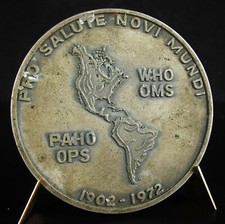 PRO SALUTE NOVI MUNDI
WHO
OMS
PAHO
OPS
1902-1972